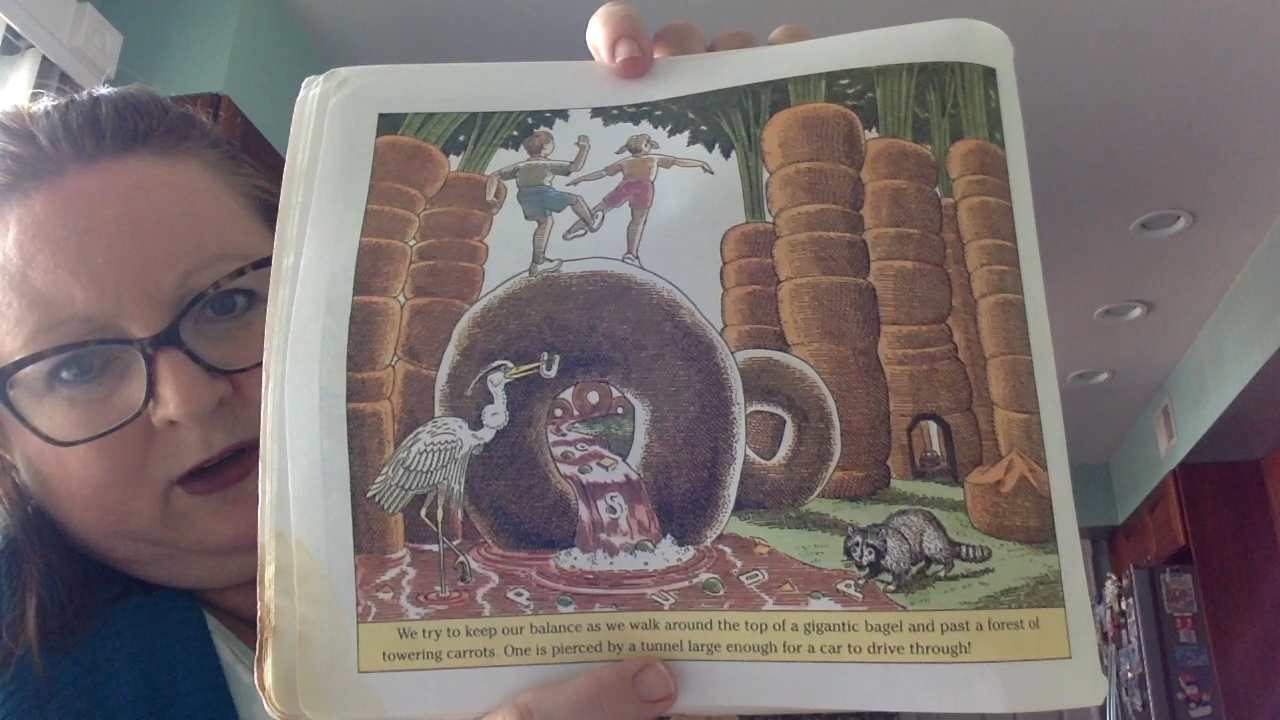 U
S
P U D P
We try to keep our balance as we walk around the top of a gigantic bagel and past a forest of
towering carrots. One is pierced by a tunnel large enough for a car to drive through!